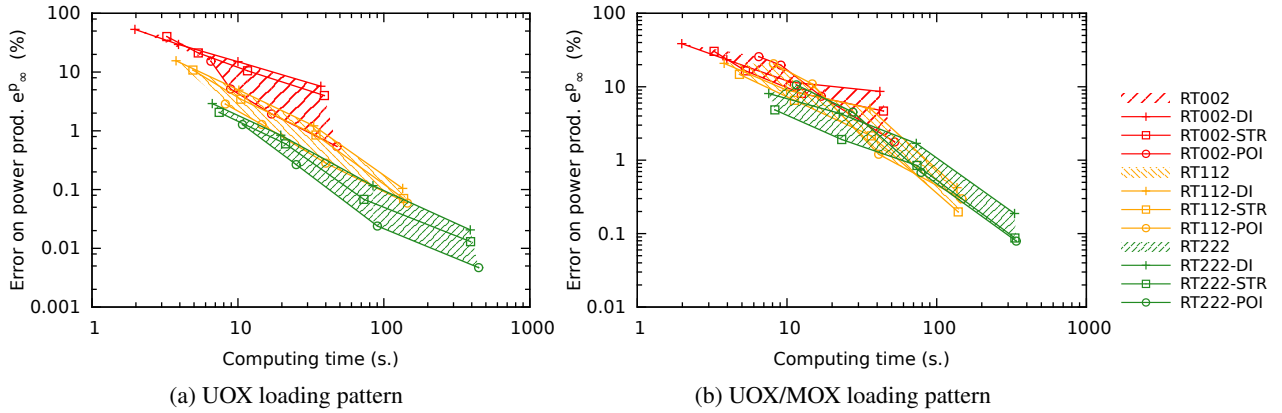 Error on power prod. e^p_∞ (%)
100
10
1
0.1
0.01
0.001
1
10
100
1000
Computing time (s.)
(a) UOX loading pattern
Error on power prod. e^p_∞ (%)
100
10
1
0.1
0.01
1
10
100
1000
Computing time (s.)
(b) UOX/MOX loading pattern
RT002
RT002-DI
RT002-STR
RT002-POI
RT112
RT112-DI
RT112-STR
RT112-POI
RT222
RT222-DI
RT222-STR
RT222-POI